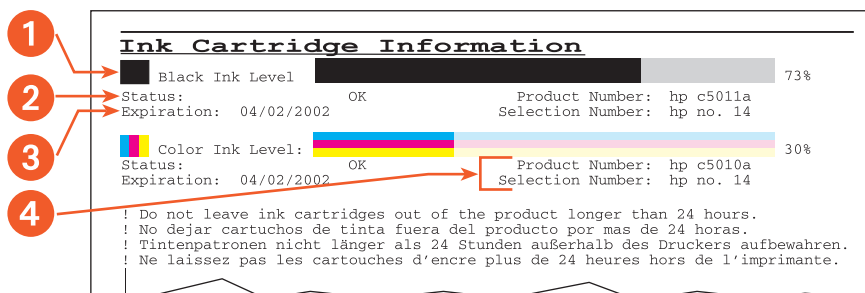 1
Ink Cartridge Information
Black Ink Level 73%
2
Status: OK Product Number: hp c5011a
Expiration: 04/02/2002 Selection Number: hp no. 14
3
Color Ink Level: 30%
Status: OK Product Number: hp c5010a
Expiration: 04/02/2002 Selection Number: hp no. 14
4
! Do not leave ink cartridges out of the product longer than 24 hours.
! No dejar cartuchos de tinta fuera del producto por mas de 24 horas.
! Tintenpatronen nicht länger als 24 Stunden außerhalb des Druckers aufbewahren.
! Ne laissez pas les cartouches d'encre plus de 24 heures hors de l'imprimante.